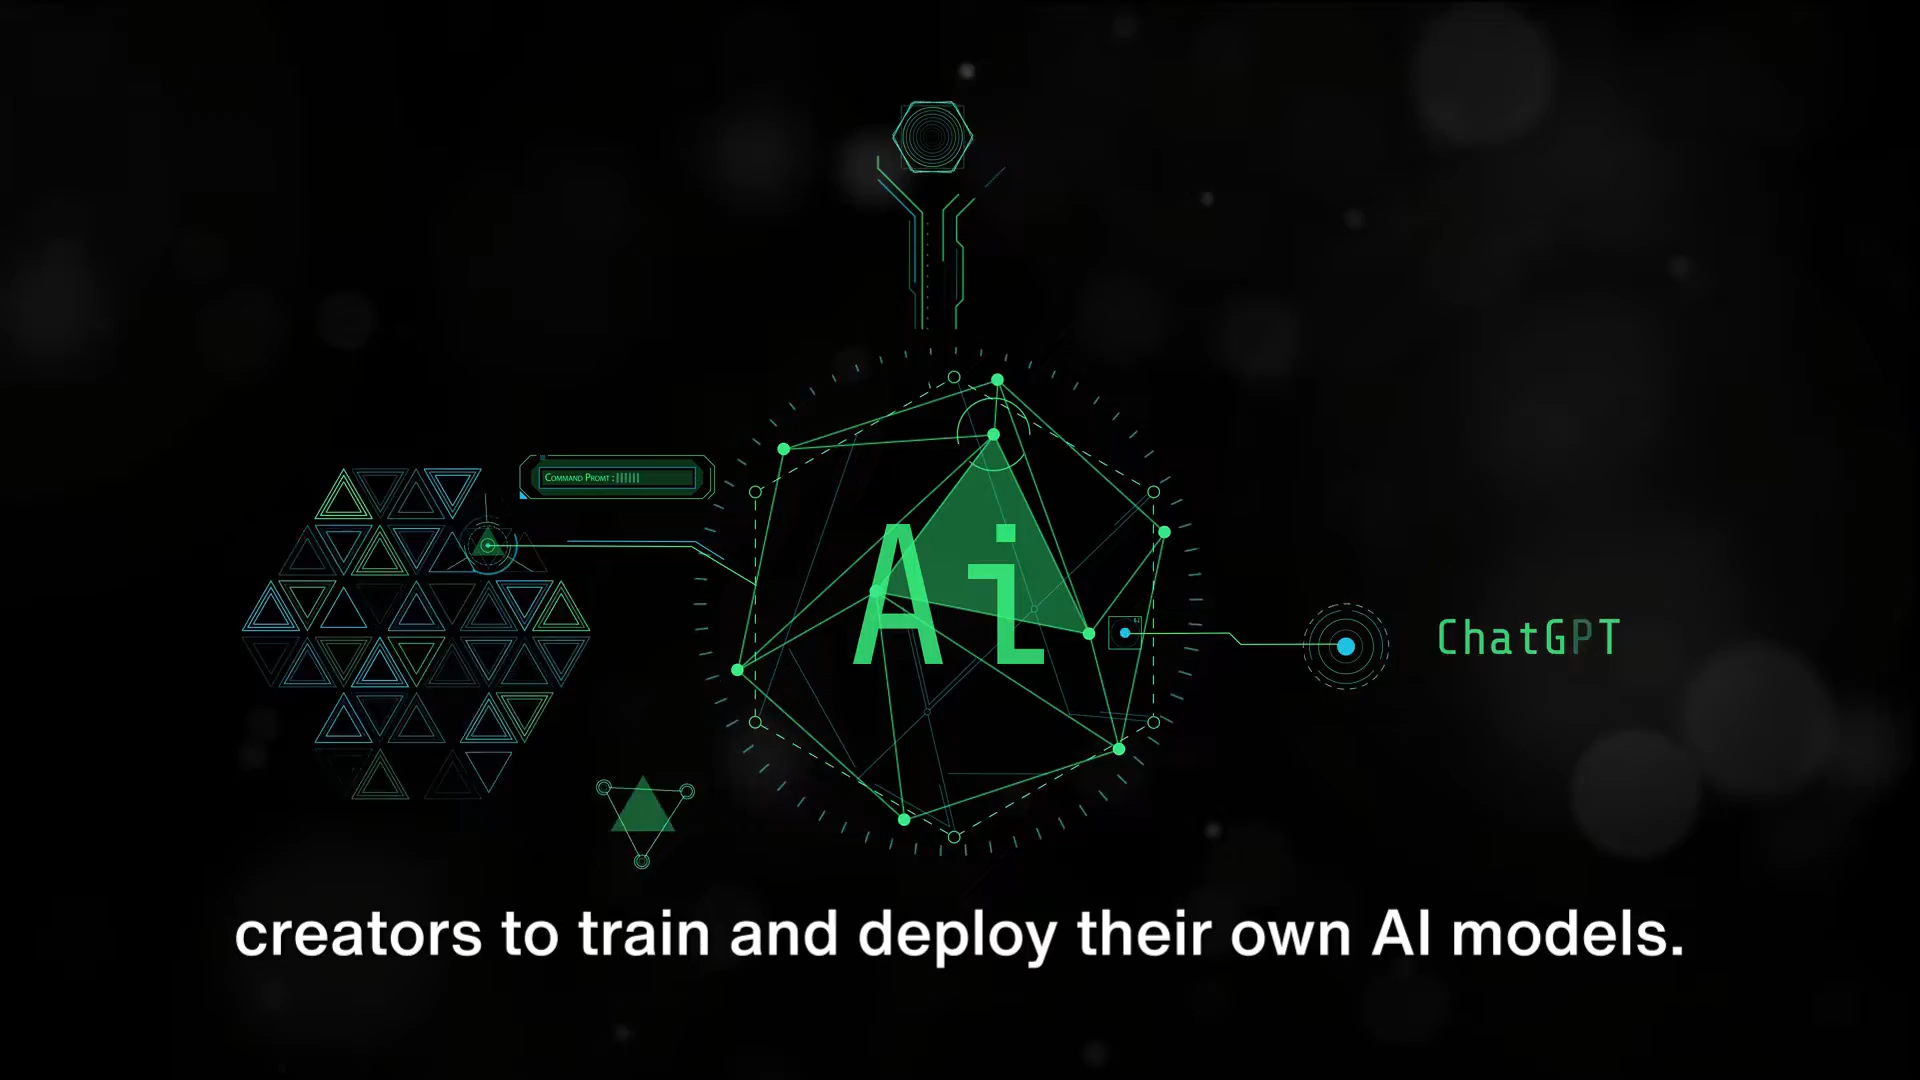 Command Promt :
Ai
ChatGPT
creators to train and deploy their own AI models.